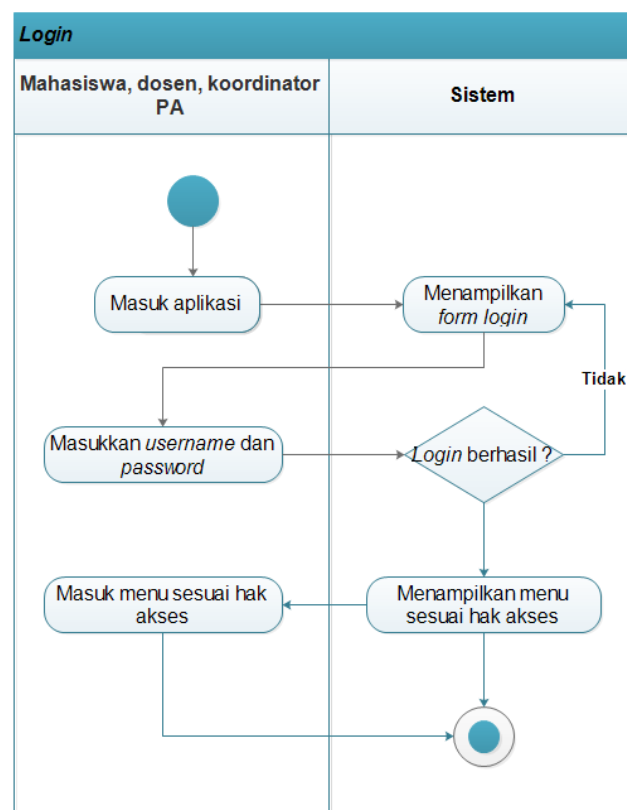 Login
Mahasiswa, dosen, koordinator
PA
Sistem
Masuk aplikasi
Menampilkan
form login
Tidak
Masukkan username dan
password
Login berhasil ?
Masuk menu sesuai hak
akses
Menampilkan menu
sesuai hak akses